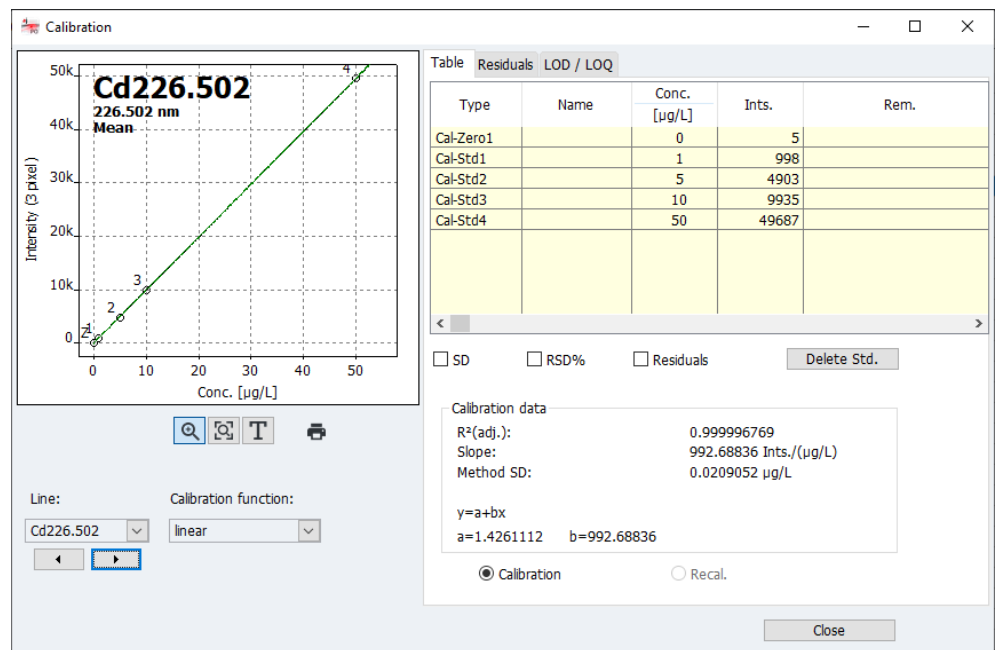 Calibration
Cd226.502
226.502 nm
Mean
50k
40k
30k
20k
10k
0
Intensity (3 pixel)
Z
1
2
3
4
0 10 20 30 40 50
Conc. [µg/L]
T
Line:
Calibration function:
Cd226.502
linear
Table Residuals LOD / LOQ
Type Name Conc. [µg/L] Ints. Rem.
Cal-Zero1 0 5
Cal-Std1 1 998
Cal-Std2 5 4903
Cal-Std3 10 9935
Cal-Std4 50 49687
SD RSD% Residuals Delete Std.
Calibration data
R²(adj.): 0.999996769
Slope: 992.68836 Ints./(µg/L)
Method SD: 0.0209052 µg/L
y=a+bx
a=1.4261112 b=992.68836
Calibration Recal.
Close